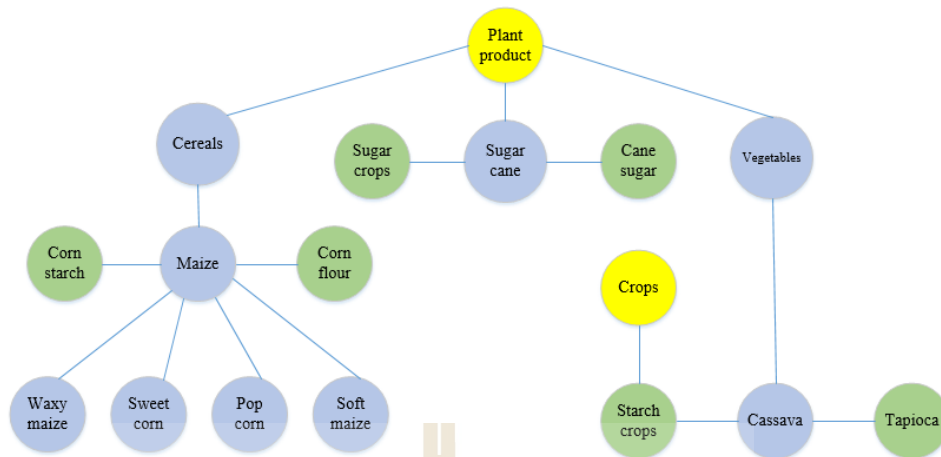 Plant
product
Cereals
Sugar
crops
Sugar
cane
Cane
sugar
Vegetables
Corn
starch
Maize
Corn
flour
Crops
Waxy
maize
Sweet
corn
Pop
corn
Soft
maize
Starch
crops
Cassava
Tapioca